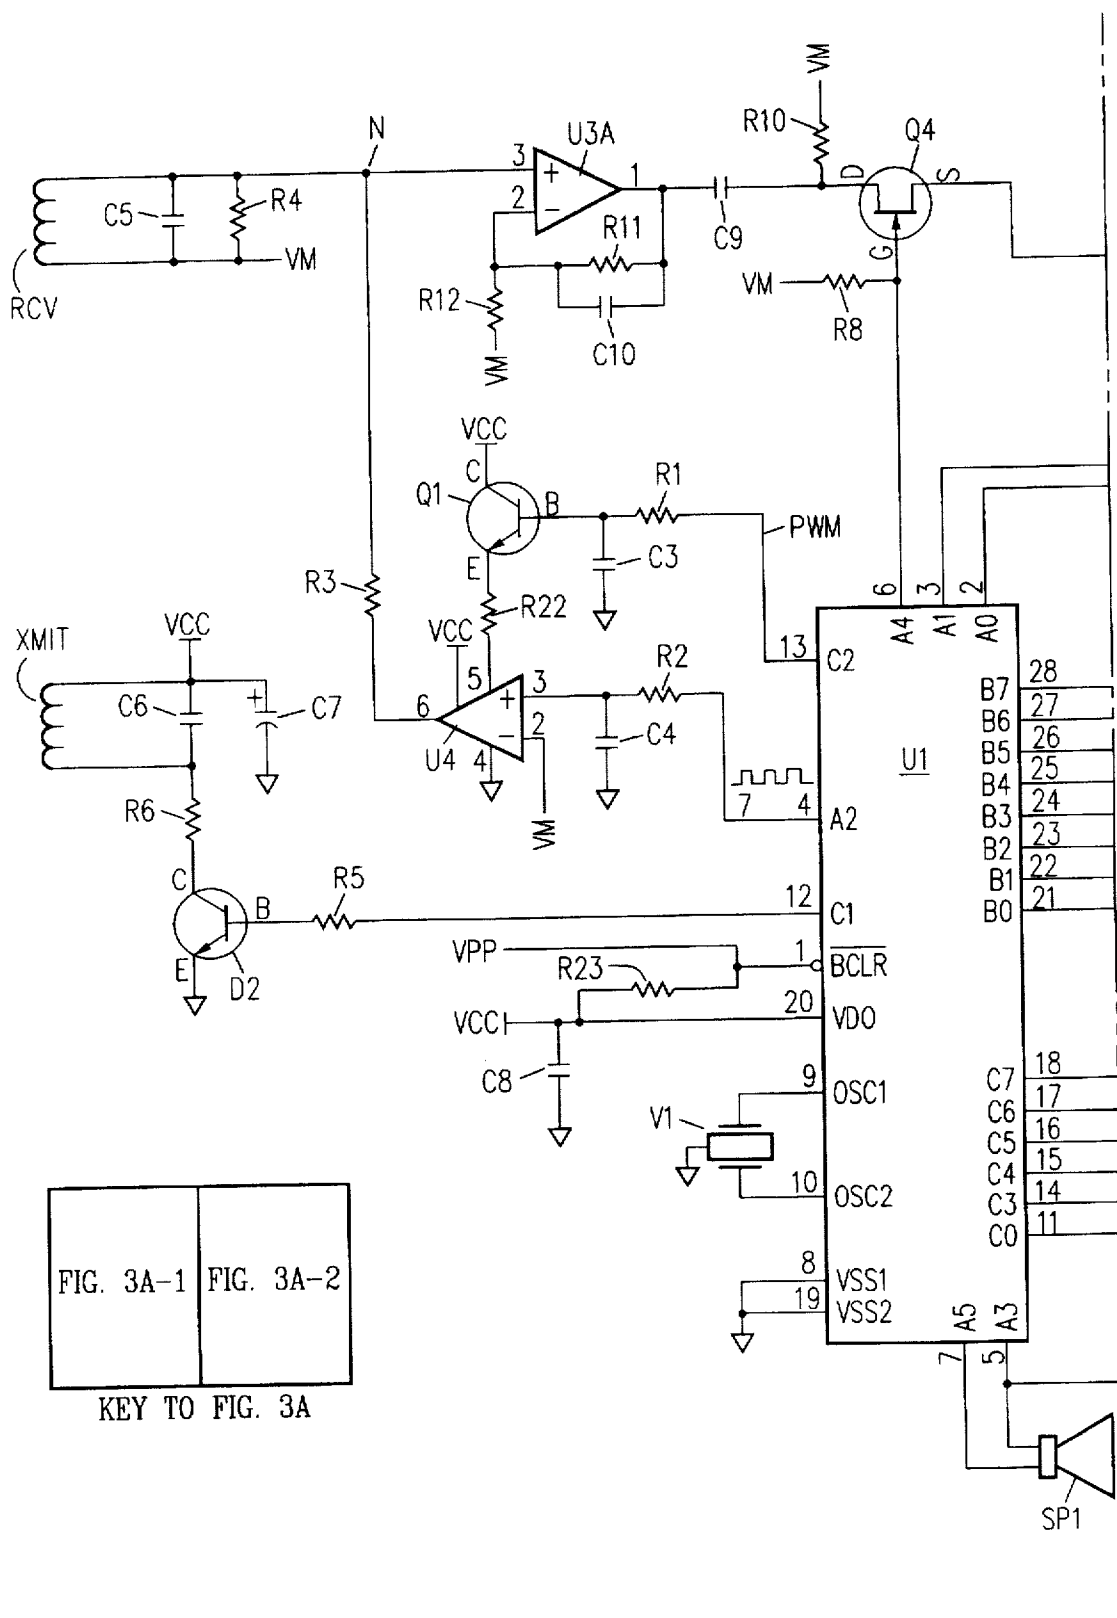 VM
R10
Q4
N
U3A
3
1
D
S
2
+
−
C5
R4
R11
C9
G
VM
RCV
R12
VM
R8
C10
VM
VCC
C
Q1
B
R1
PWM
E
C3
R3
R22
6
3
2
A4
A1
A0
XMIT
VCC
VCC
13
C2
R2
5
+
3
B7
28
C6
+
C7
6
B6
27
−
2
C4
U4
4
U1
B5
26
B4
25
R6
7
4
A2
B3
24
VM
B2
23
C
R5
B1
22
B
12
C1
B0
21
VPP
1
BCLR
E
D2
R23
VCC
20
VDO
C8
9
OSC1
C7
18
V1
C6
17
C5
16
10
OSC2
C4
15
C3
14
C0
11
FIG. 3A-1
FIG. 3A-2
8
VSS1
19
VSS2
A5
A3
7
5
KEY TO FIG. 3A
SP1